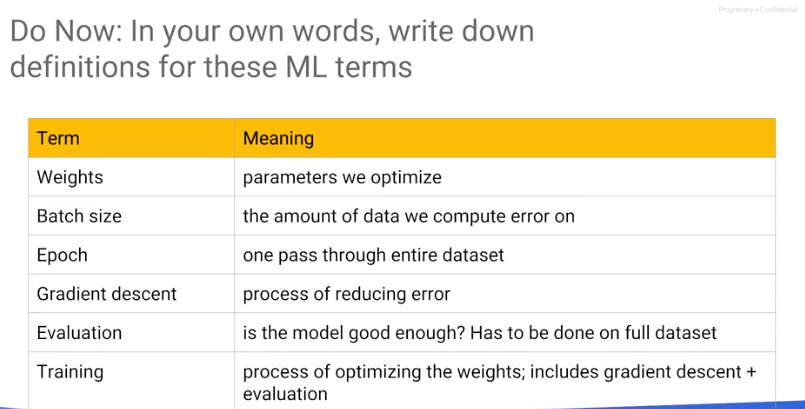 Proprietary + Confidential
Do Now: In your own words, write down
definitions for these ML terms
Term Meaning
Weights parameters we optimize
Batch size the amount of data we compute error on
Epoch one pass through entire dataset
Gradient descent process of reducing error
Evaluation is the model good enough? Has to be done on full dataset
Training process of optimizing the weights; includes gradient descent +
evaluation